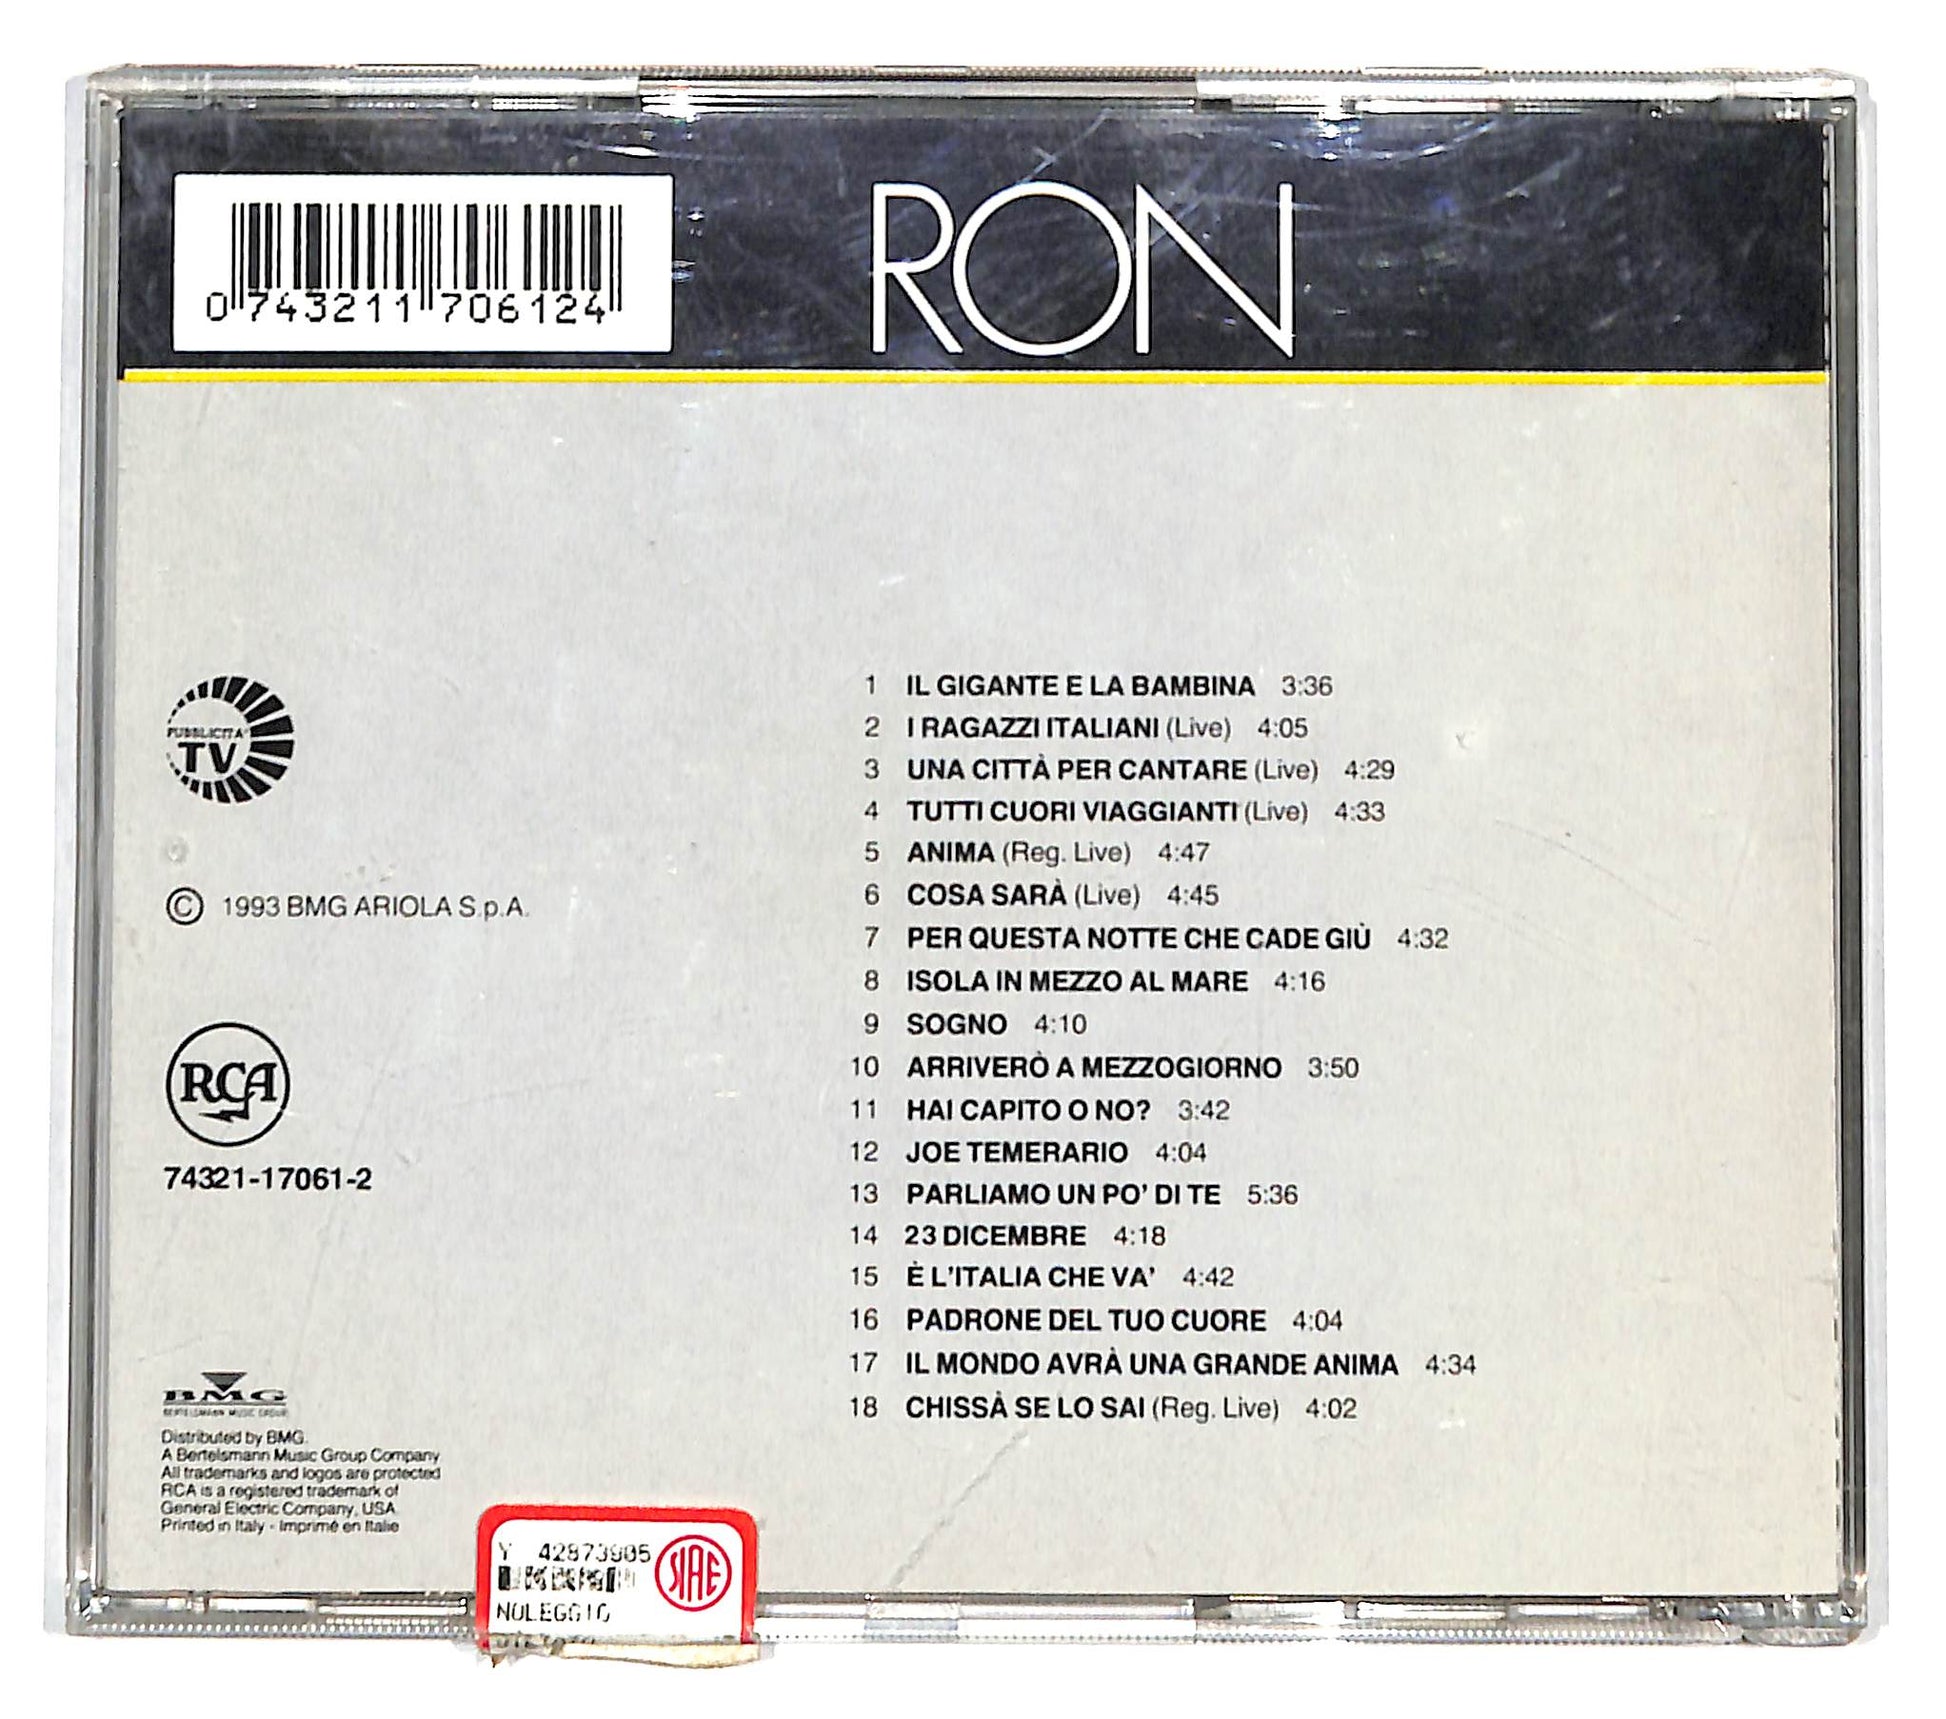 RON
0 743211 706124
PUBBLICITA'
TV
© 1993 BMG ARIOLA S.p.A.
RCA
74321-17061-2
BMG
BERTELSMANN MUSIC GROUP
Distributed by BMG.
A Bertelsmann Music Group Company
All trademarks and logos are protected
RCA is a registered trademark of
General Electric Company, USA
Printed in Italy - Imprimé en Italie
1 IL GIGANTE E LA BAMBINA 3:36
2 I RAGAZZI ITALIANI (Live) 4:05
3 UNA CITTÀ PER CANTARE (Live) 4:29
4 TUTTI CUORI VIAGGIANTI (Live) 4:33
5 ANIMA (Reg. Live) 4:47
6 COSA SARÀ (Live) 4:45
7 PER QUESTA NOTTE CHE CADE GIÙ 4:32
8 ISOLA IN MEZZO AL MARE 4:16
9 SOGNO 4:10
10 ARRIVERÒ A MEZZOGIORNO 3:50
11 HAI CAPITO O NO? 3:42
12 JOE TEMERARIO 4:04
13 PARLIAMO UN PO' DI TE 5:36
14 23 DICEMBRE 4:18
15 È L'ITALIA CHE VA' 4:42
16 PADRONE DEL TUO CUORE 4:04
17 IL MONDO AVRÀ UNA GRANDE ANIMA 4:34
18 CHISSÀ SE LO SAI (Reg. Live) 4:02
Y 42873905
SIAE
NOLEGGIO